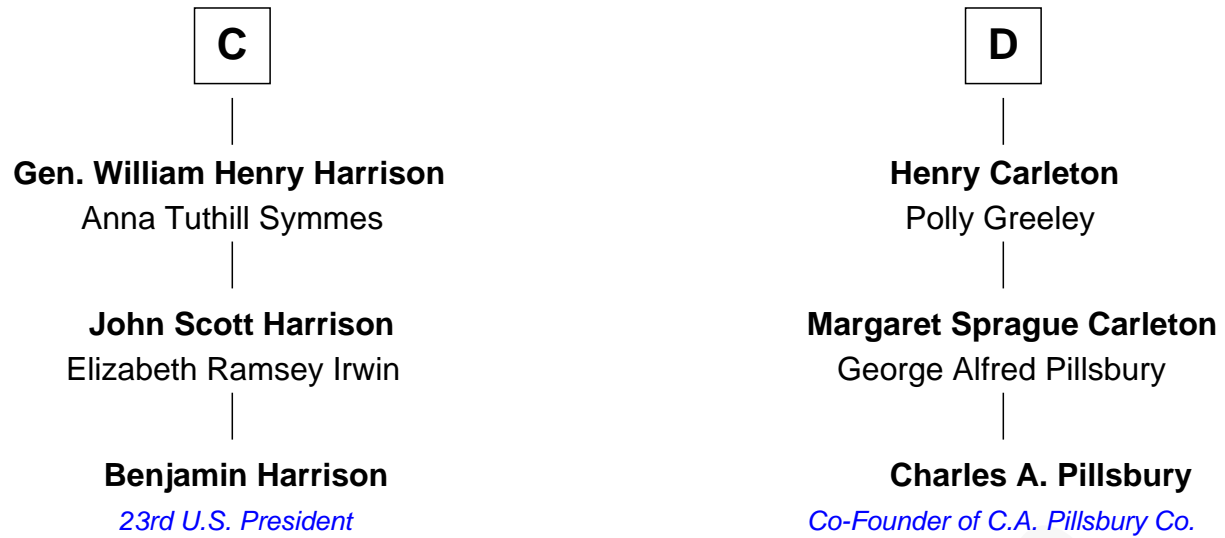 C
Gen. William Henry Harrison
Anna Tuthill Symmes
John Scott Harrison
Elizabeth Ramsey Irwin
Benjamin Harrison
23rd U.S. President
D
Henry Carleton
Polly Greeley
Margaret Sprague Carleton
George Alfred Pillsbury
Charles A. Pillsbury
Co-Founder of C.A. Pillsbury Co.